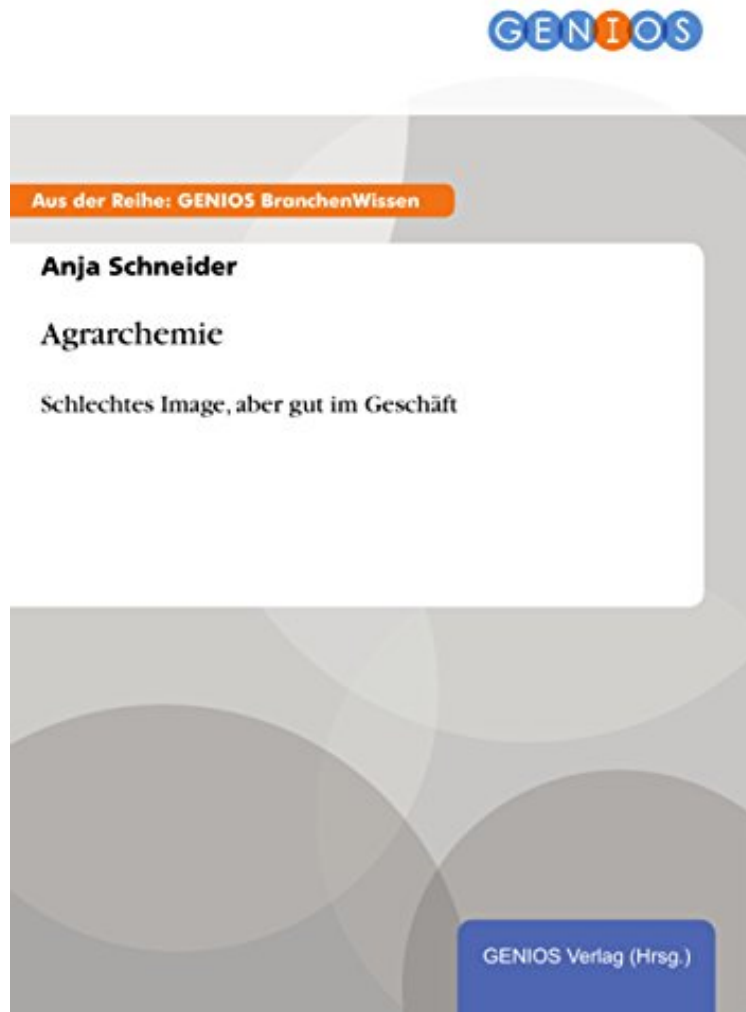 GENIOS
Aus der Reihe: GENIOS BranchenWissen
Anja Schneider
Agrarchemie
Schlechtes Image, aber gut im Geschäft
GENIOS Verlag (Hrsg.)